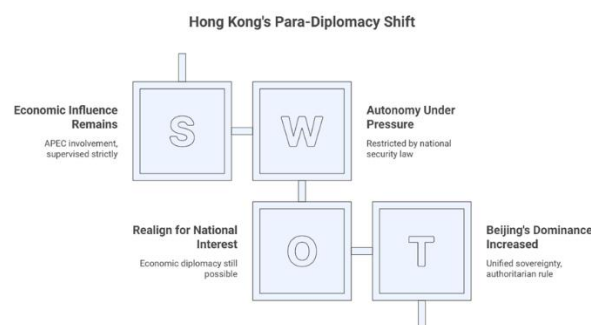 Hong Kong's Para-Diplomacy Shift
Economic Influence
Remains
APEC involvement,
supervised strictly
S
W
Autonomy Under
Pressure
Restricted by national
security law
Realign for National
Interest
Economic diplomacy still
possible
O
T
Beijing's Dominance
Increased
Unified sovereignty,
authoritarian rule